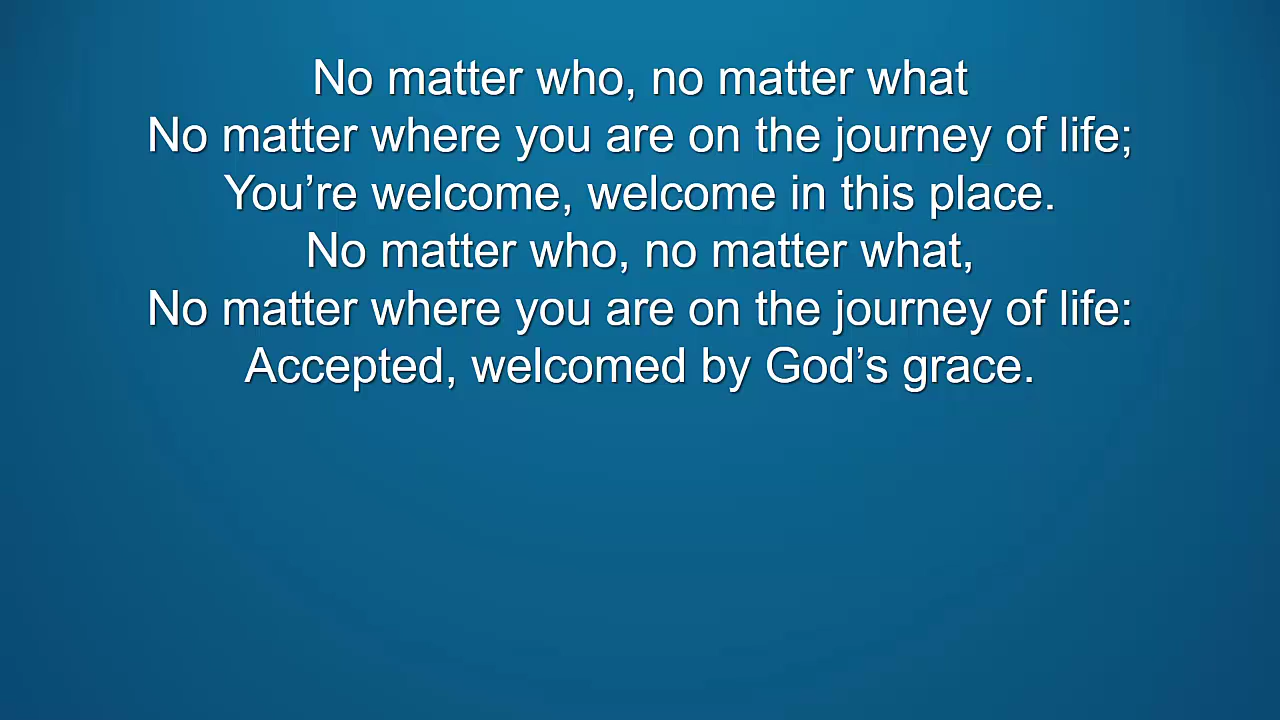 No matter who, no matter what
No matter where you are on the journey of life;
You’re welcome, welcome in this place.
No matter who, no matter what,
No matter where you are on the journey of life:
Accepted, welcomed by God’s grace.